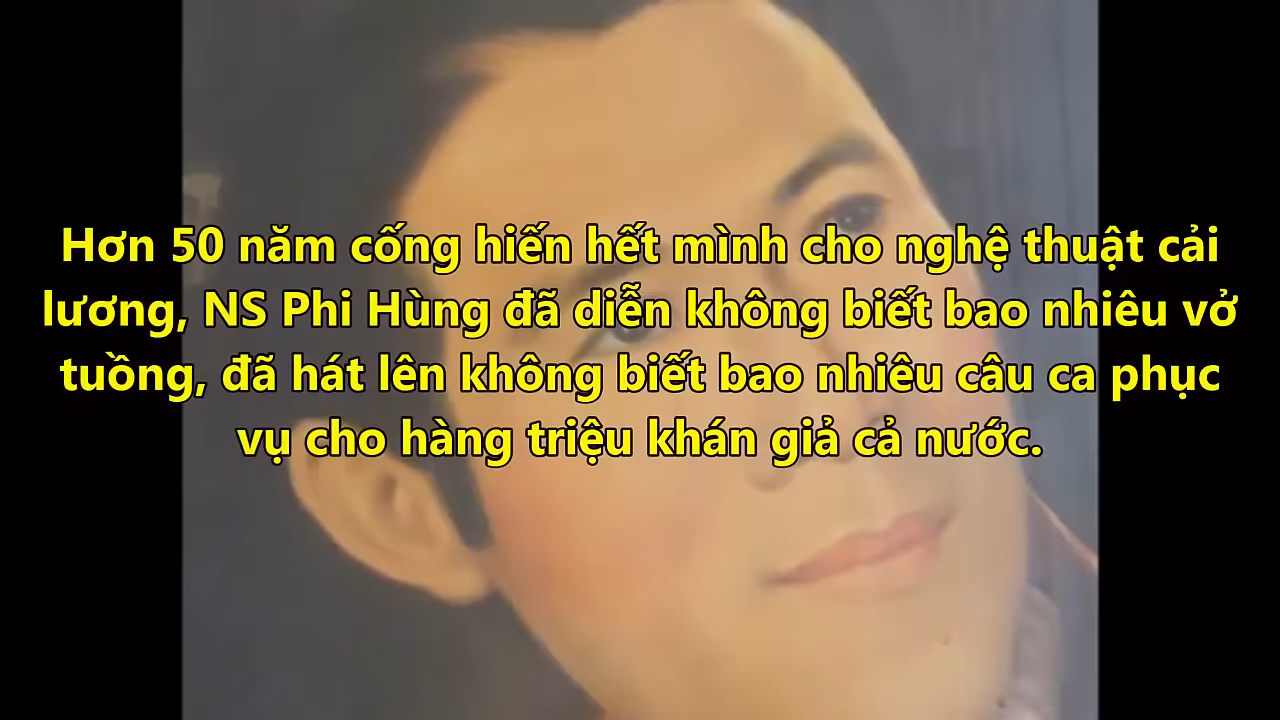 Hơn 50 năm cống hiến hết mình cho nghệ thuật cải
lương, NS Phi Hùng đã diễn không biết bao nhiêu vở
tuồng, đã hát lên không biết bao nhiêu câu ca phục
vụ cho hàng triệu khán giả cả nước.